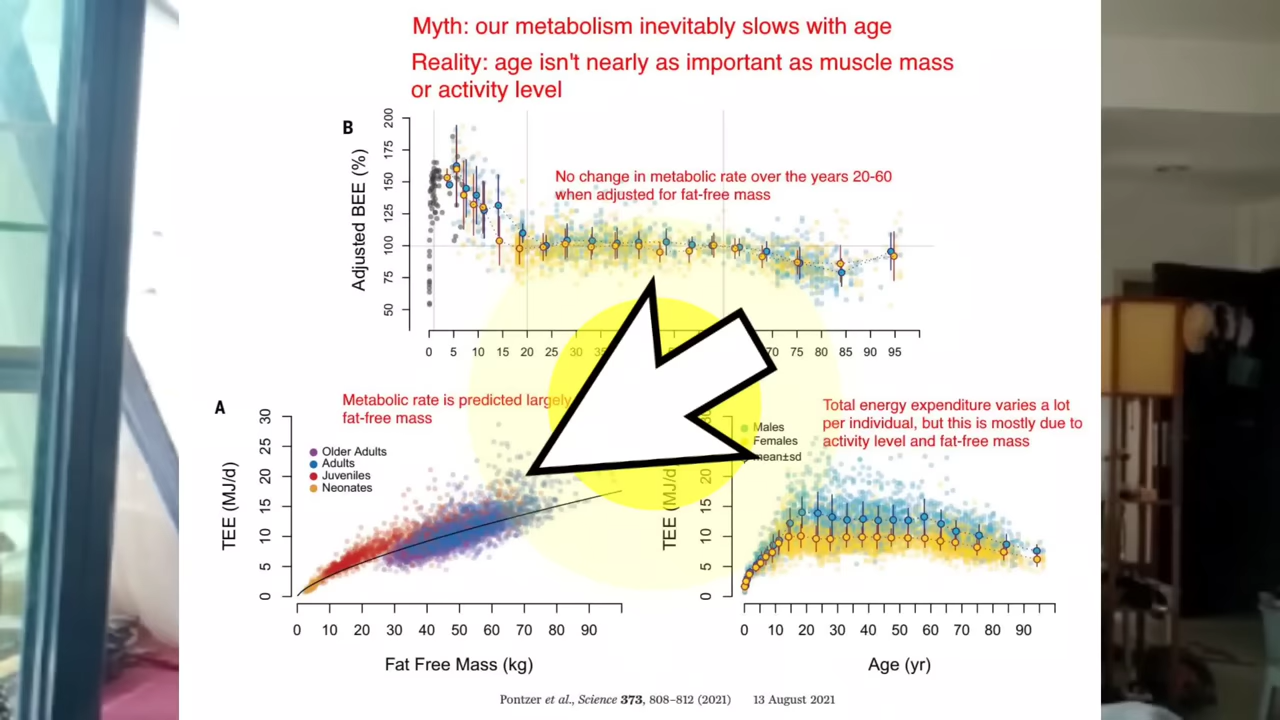 Myth: our metabolism inevitably slows with age
Reality: age isn't nearly as important as muscle mass
or activity level
B
Adjusted BEE (%)
200
175
150
125
100
75
50
No change in metabolic rate over the years 20-60
when adjusted for fat-free mass
0 5 10 15 20 25 30 70 75 80 85 90 95
A
Metabolic rate is predicted largely
fat-free mass
TEE (MJ/d)
30
25
20
15
10
5
0
Older Adults
Adults
Juveniles
Neonates
0 10 20 30 40 50 60 70 80 90
Fat Free Mass (kg)
Total energy expenditure varies a lot
per individual, but this is mostly due to
activity level and fat-free mass
Males
Females
mean±sd
TEE (MJ/d)
20
15
10
5
0
0 10 20 30 40 50 60 70 80 90
Age (yr)
Pontzer et al., Science 373, 808–812 (2021) 13 August 2021